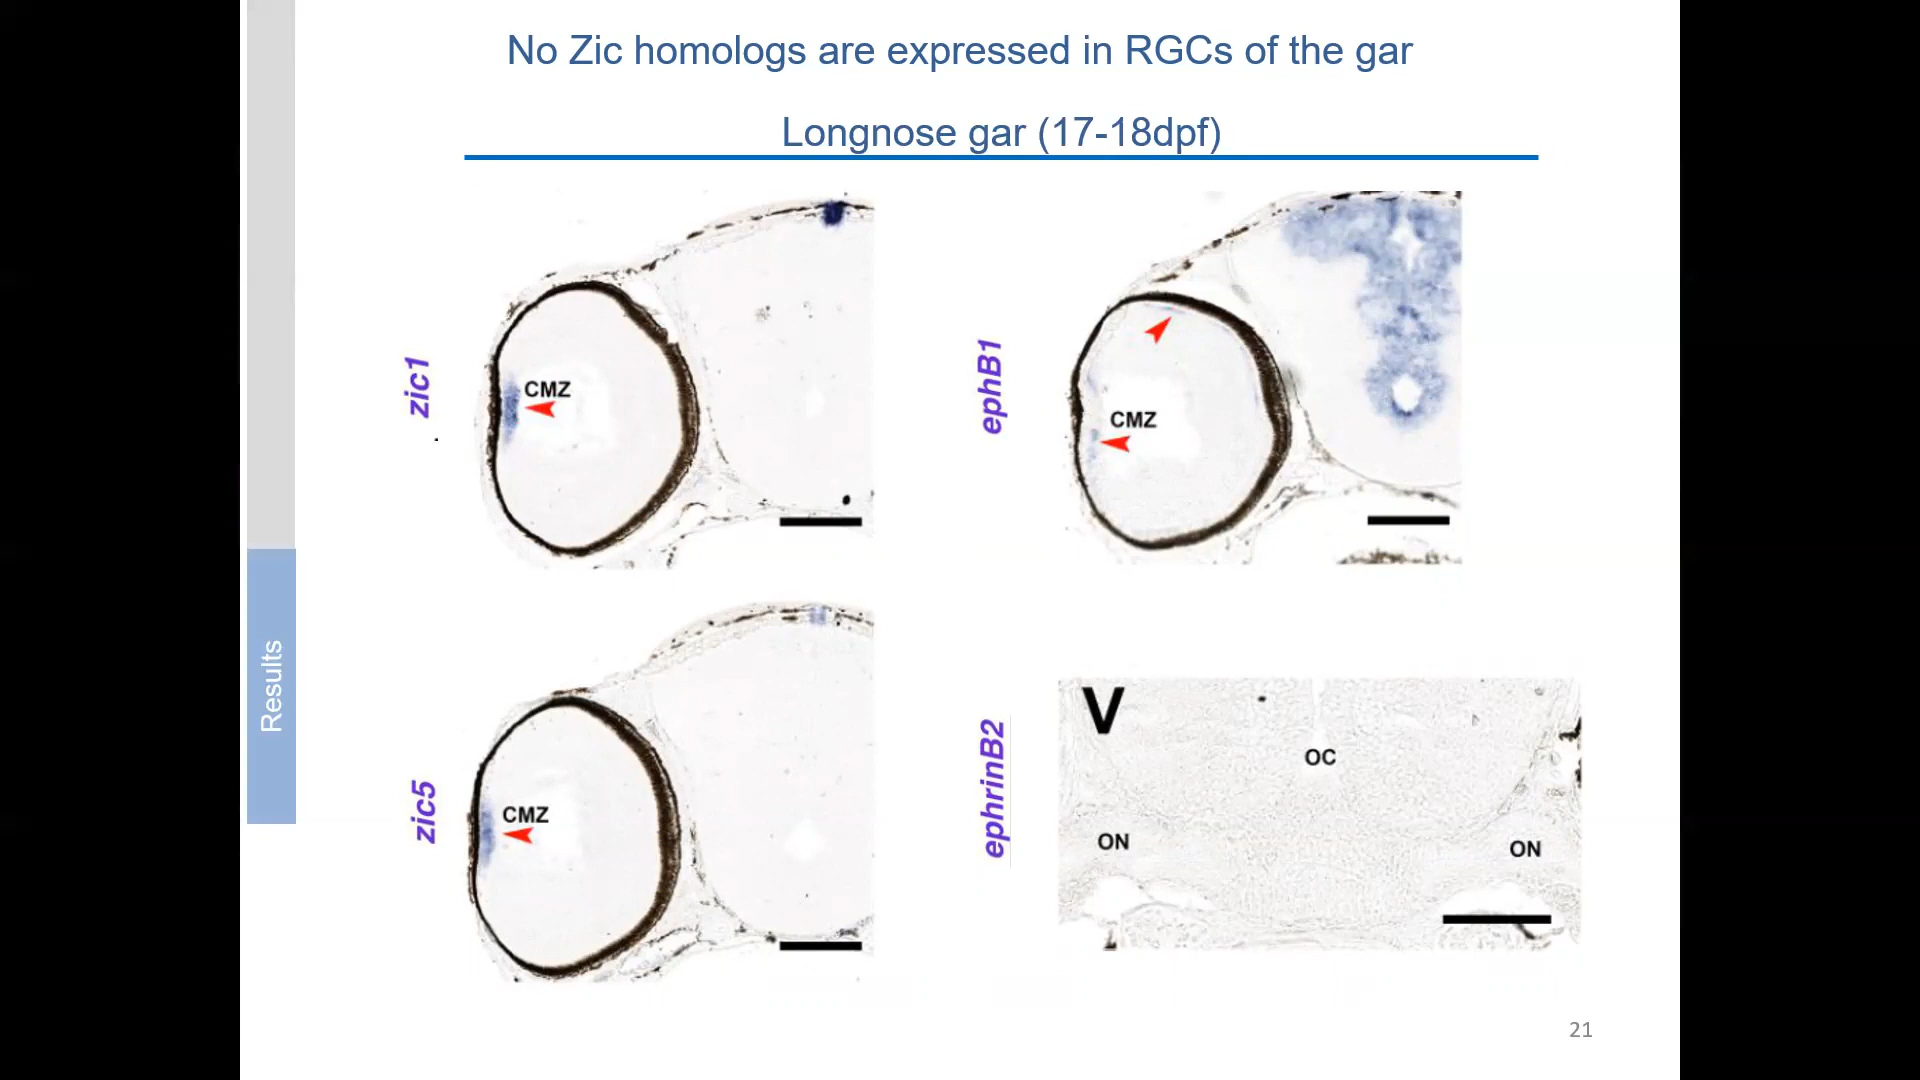 No Zic homologs are expressed in RGCs of the gar
Longnose gar (17-18dpf)
zic1
CMZ
ephB1
CMZ
zic5
CMZ
ephrinB2
V
OC
ON
ON
Results
21